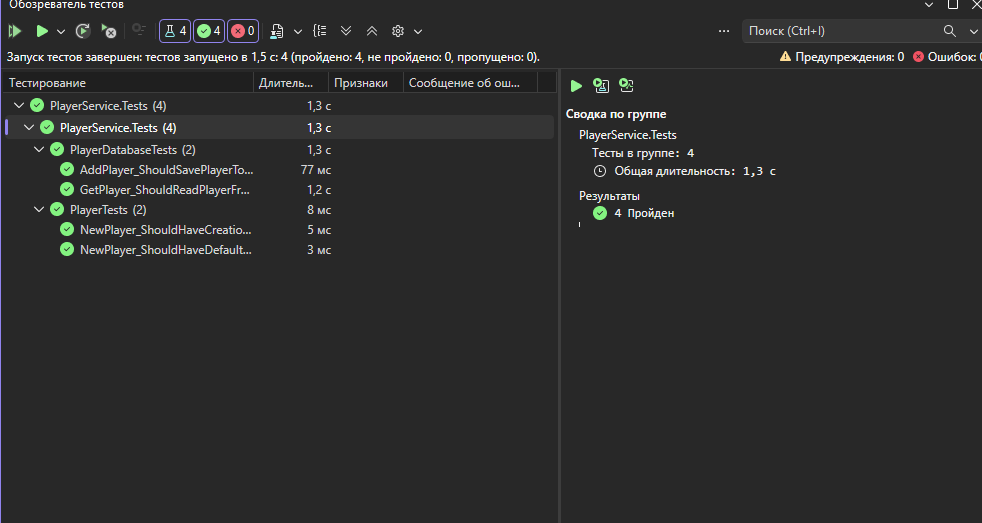 Обозреватель тестов
4 4 0
Поиск (Ctrl+I)
Запуск тестов завершен: тестов запущено в 1,5 с: 4 (пройдено: 4, не пройдено: 0, пропущено: 0).
Предупреждения: 0 Ошибок: 0
Тестирование Длитель... Признаки Сообщение об ош...
PlayerService.Tests (4) 1,3 с
PlayerService.Tests (4) 1,3 с
PlayerDatabaseTests (2) 1,3 с
AddPlayer_ShouldSavePlayerTo... 77 мс
GetPlayer_ShouldReadPlayerFr... 1,2 с
PlayerTests (2) 8 мс
NewPlayer_ShouldHaveCreatio... 5 мс
NewPlayer_ShouldHaveDefault... 3 мс
Сводка по группе
PlayerService.Tests
Тесты в группе: 4
Общая длительность: 1,3 с
Результаты
4 Пройден